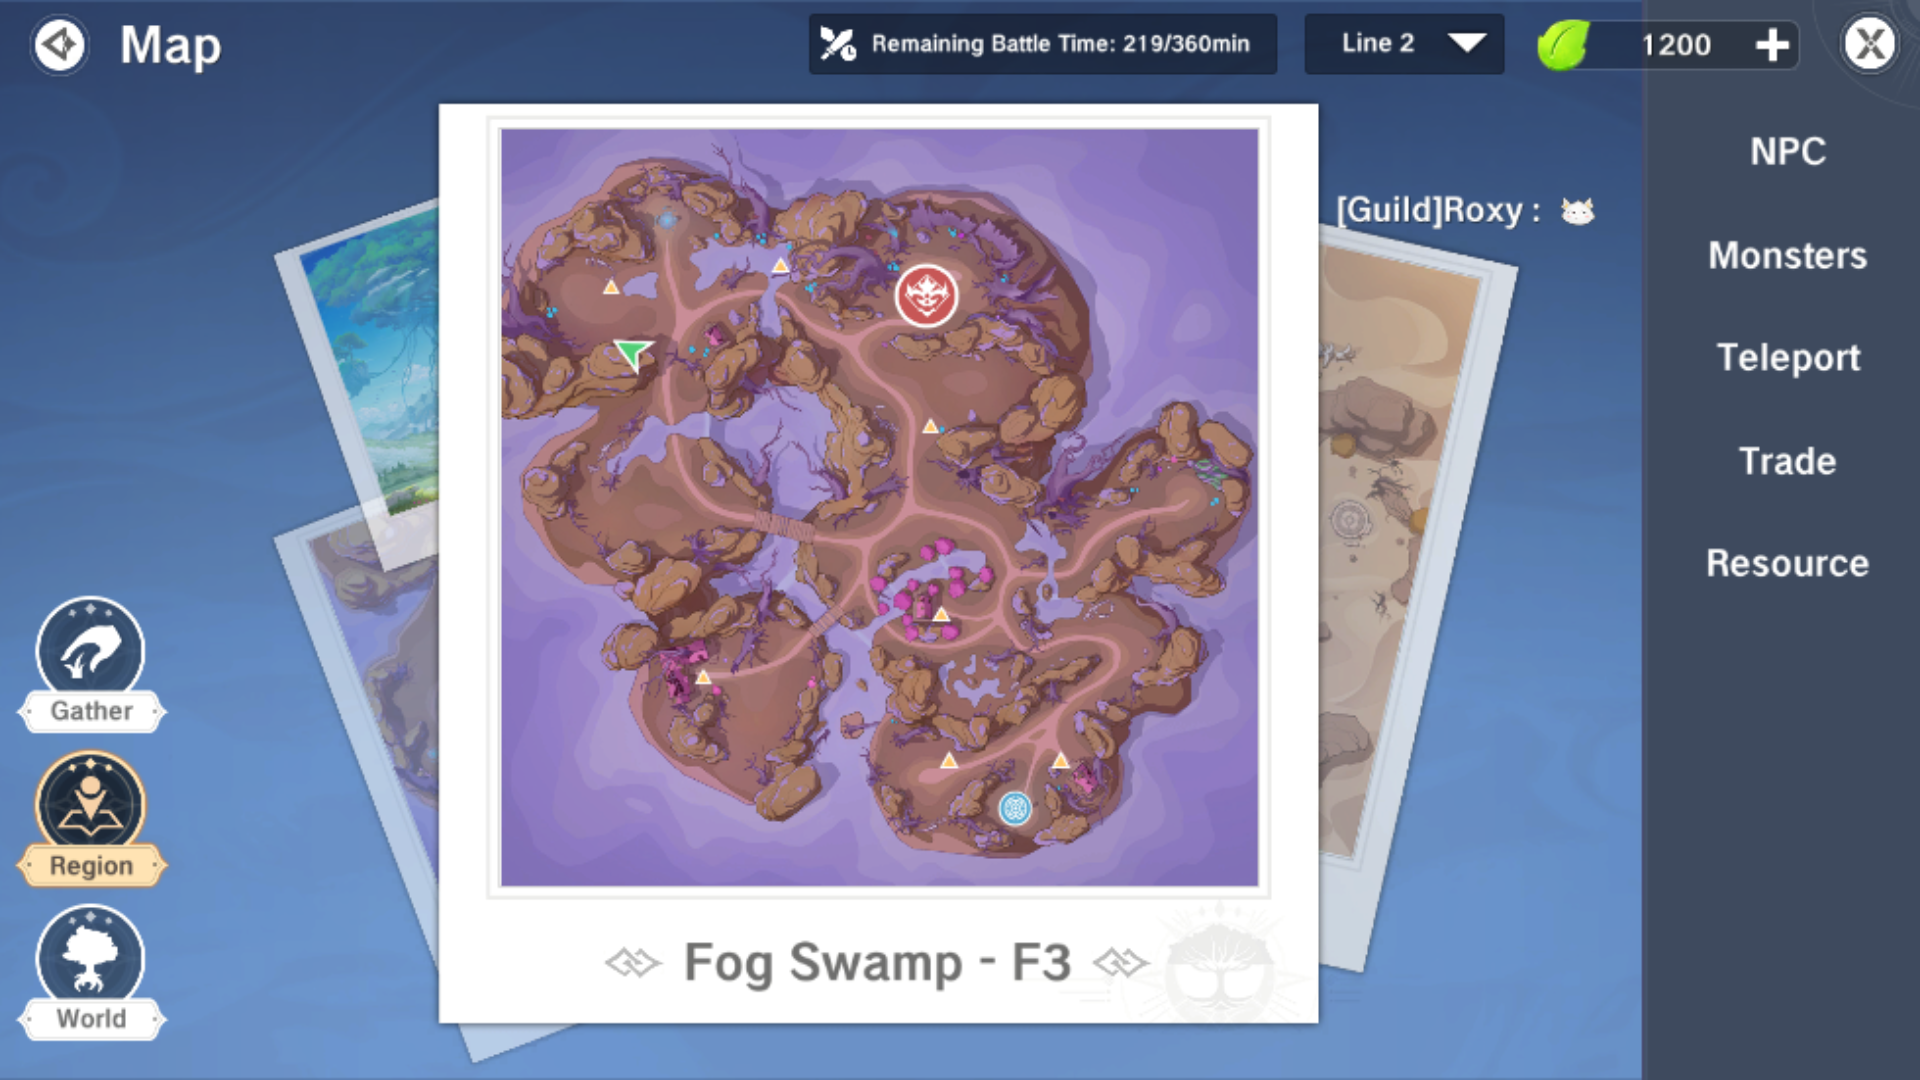 Map
Remaining Battle Time: 219/360min
Line 2
1200
[Guild]Roxy :
NPC
Monsters
Teleport
Trade
Resource
Gather
Region
World
Fog Swamp - F3